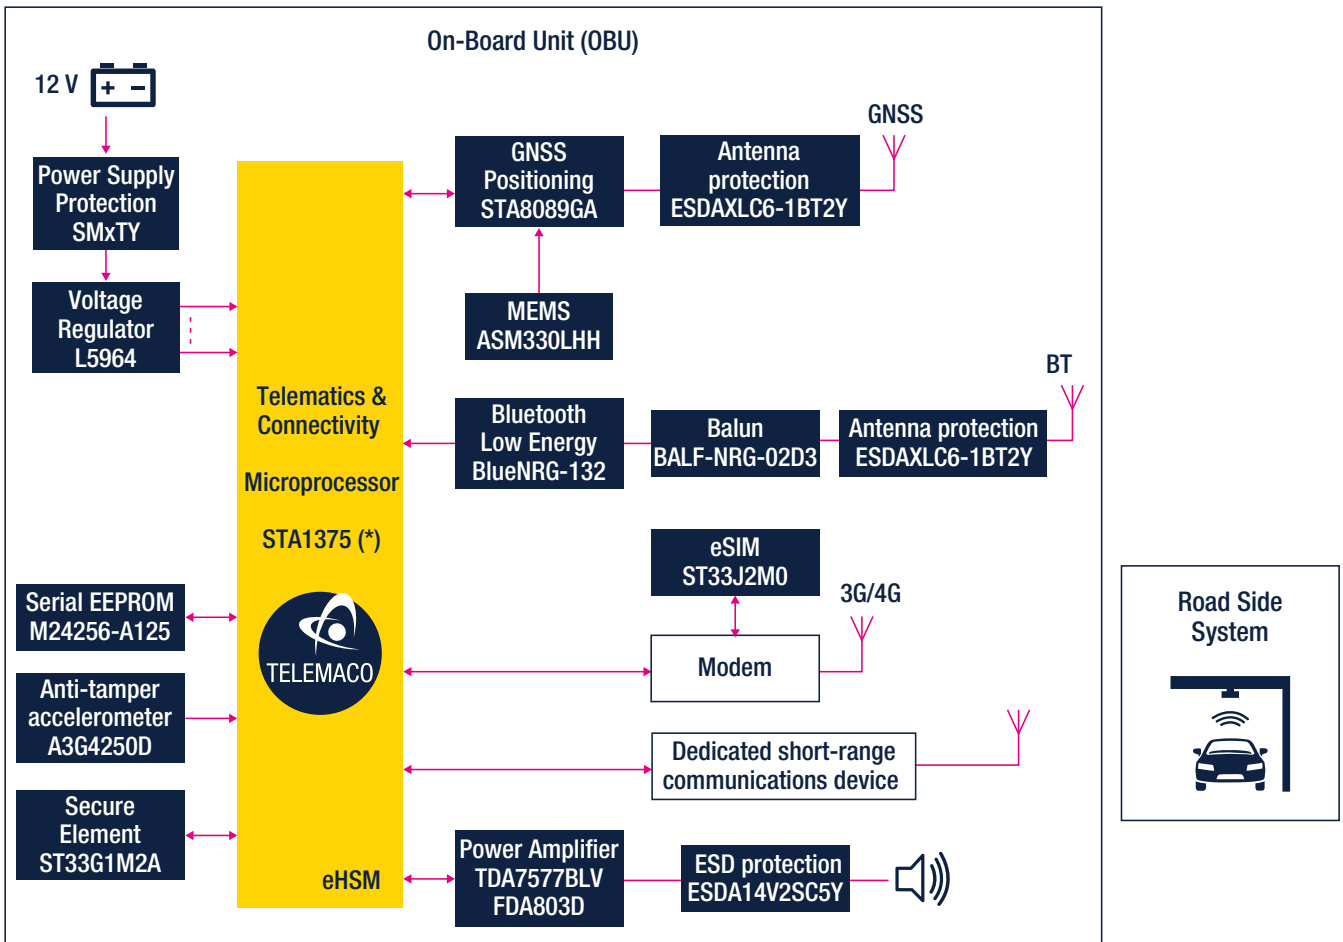 On-Board Unit (OBU)
12 V
Power Supply
Protection
SMxTY
Voltage
Regulator
L5964
Telematics &
Connectivity
Microprocessor
STA1375 (*)
TELEMACO
eHSM
Serial EEPROM
M24256-A125
Anti-tamper
accelerometer
A3G4250D
Secure
Element
ST33G1M2A
GNSS
Positioning
STA8089GA
Antenna
protection
ESDAXLC6-1BT2Y
GNSS
MEMS
ASM330LHH
Bluetooth
Low Energy
BlueNRG-132
Balun
BALF-NRG-02D3
Antenna protection
ESDAXLC6-1BT2Y
BT
eSIM
ST33J2M0
3G/4G
Modem
Dedicated short-range
communications device
Power Amplifier
TDA7577BLV
FDA803D
ESD protection
ESDA14V2SC5Y
Road Side
System